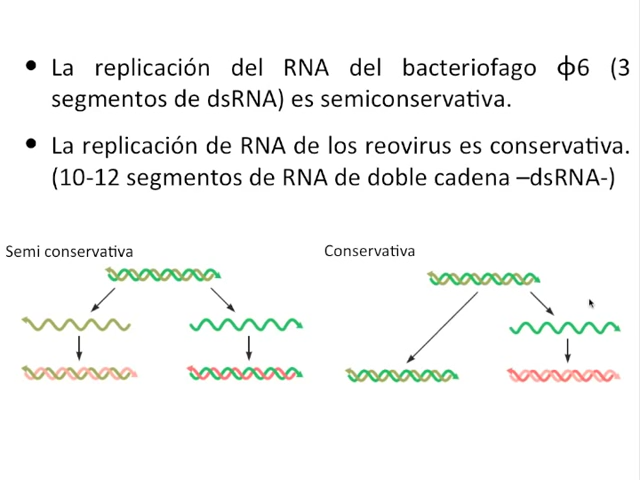 • La replicación del RNA del bacteriofago ϕ6 (3
segmentos de dsRNA) es semiconservativa.
• La replicación de RNA de los reovirus es conservativa.
(10-12 segmentos de RNA de doble cadena –dsRNA-)
Semi conservativa
Conservativa